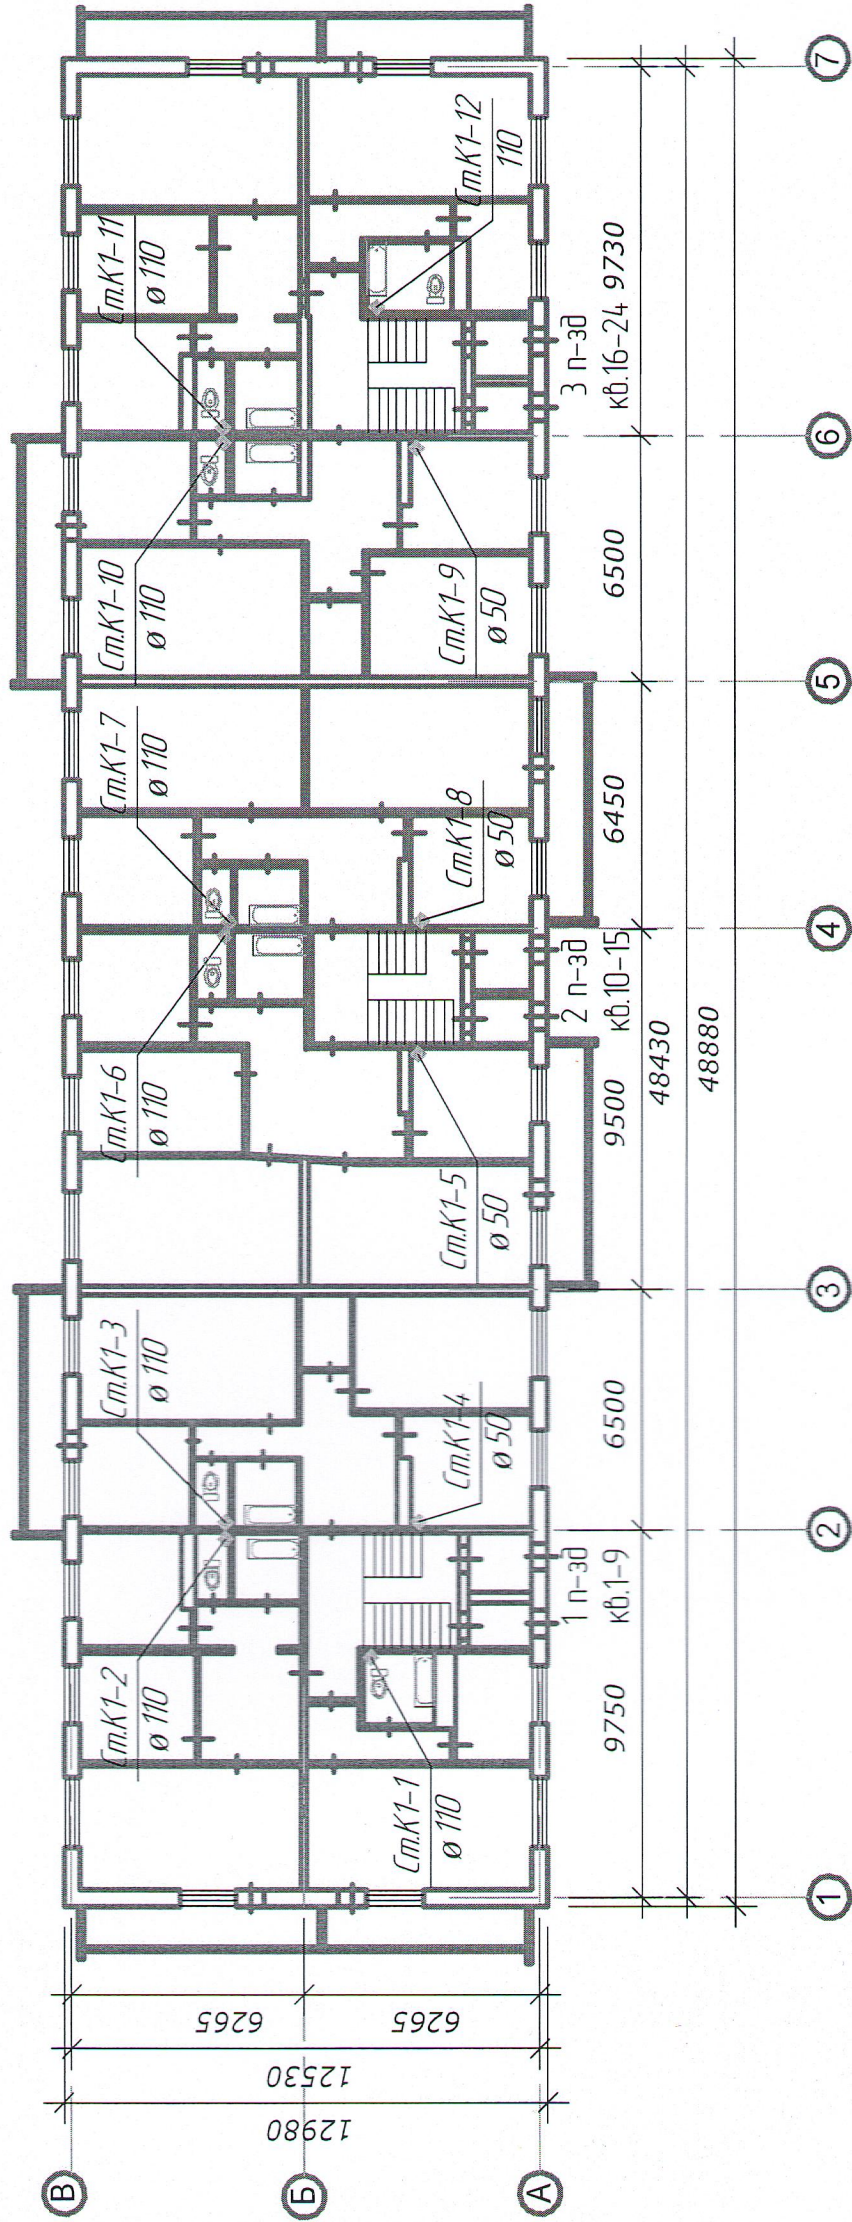 Ст.К1-1
ø 110
Ст.К1-2
ø 110
Ст.К1-3
ø 110
Ст.К1-4
ø 50
Ст.К1-5
ø 50
Ст.К1-6
ø 110
Ст.К1-7
ø 110
Ст.К1-8
ø 50
Ст.К1-9
ø 50
Ст.К1-10
ø 110
Ст.К1-11
ø 110
Ст.К1-12
110
1 п-зд
кв.1-9
2 п-зд
кв.10-15
3 п-зд
кв.16-24
9750
6500
9500
6450
6500
9730
48430
48880
6265
6265
12530
12980
В
Б
А
1
2
3
4
5
6
7